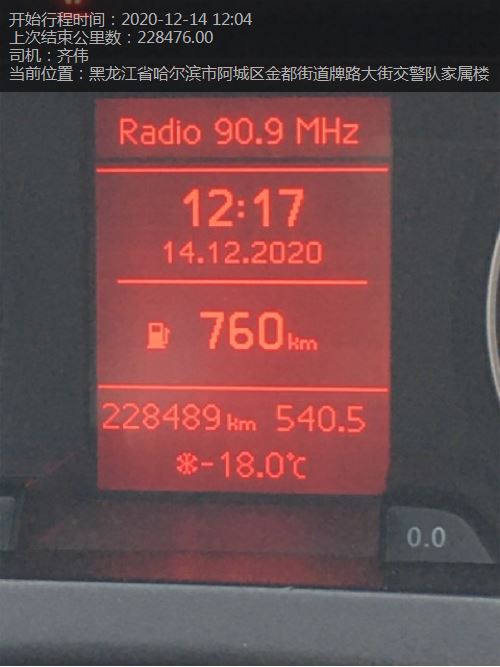 开始行程时间：2020-12-14 12:04
上次结束公里数：228476.00
司机：齐伟
当前位置：黑龙江省哈尔滨市阿城区金都街道牌路大街交警队家属楼
Radio 90.9 MHz
12:17
14.12.2020
760km
228489km 540.5
-18.0℃
0.0